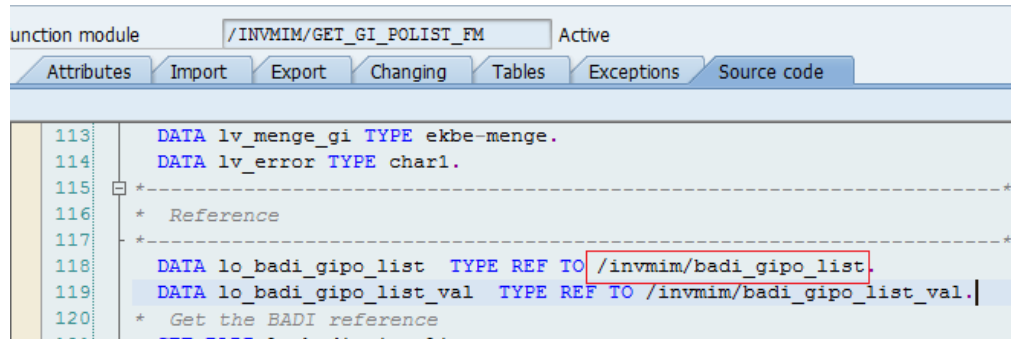 unction module /INVMIM/GET_GI_POLIST_FM Active
Attributes Import Export Changing Tables Exceptions Source code
113 DATA lv_menge_gi TYPE ekbe-menge.
114 DATA lv_error TYPE char1.
115 *----------------------------------------------------------------------*
116 * Reference
117 *----------------------------------------------------------------------*
118 DATA lo_badi_gipo_list TYPE REF TO /invmim/badi_gipo_list.
119 DATA lo_badi_gipo_list_val TYPE REF TO /invmim/badi_gipo_list_val.
120 * Get the BADI reference